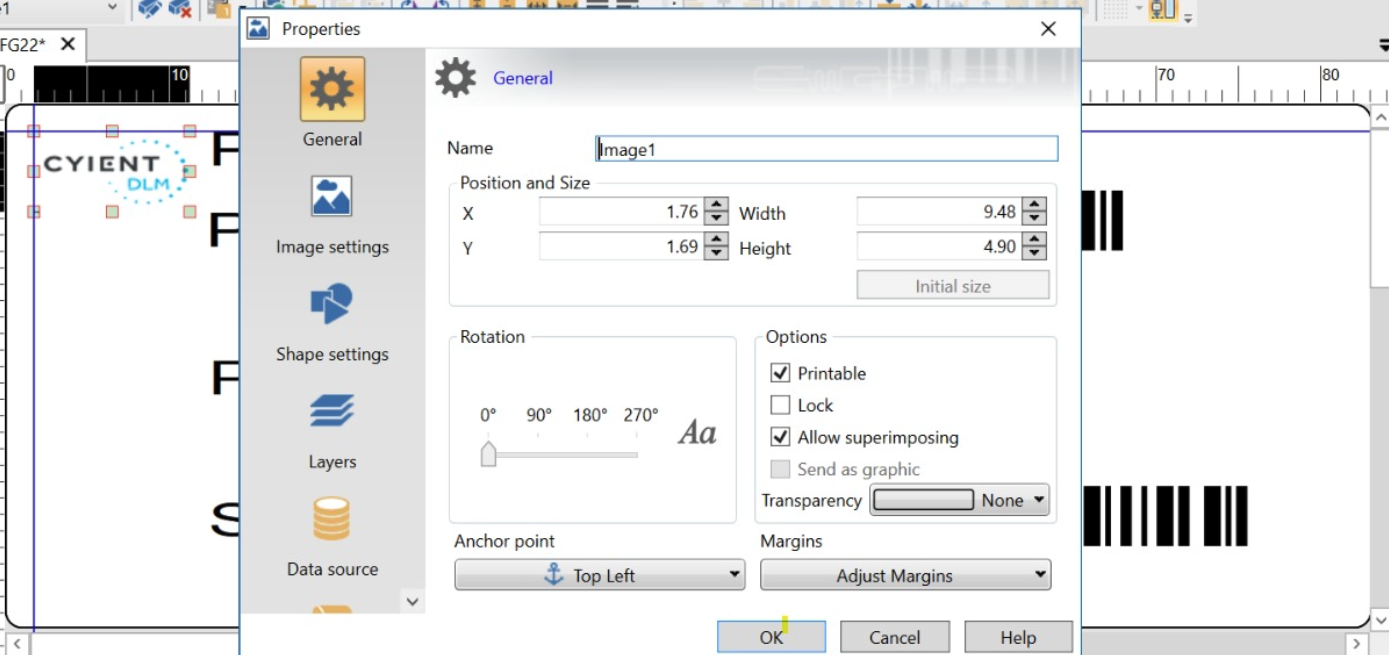 FG22*
0
10
70
80
CYIENT
DLM
F
P
F
S
Properties
General
Image settings
Shape settings
Layers
Data source
General
Name Image1
Position and Size
X 1.76 Width 9.48
Y 1.69 Height 4.90
Initial size
Rotation
0° 90° 180° 270°
Aa
Options
Printable
Lock
Allow superimposing
Send as graphic
Transparency None
Anchor point
Top Left
Margins
Adjust Margins
OK Cancel Help